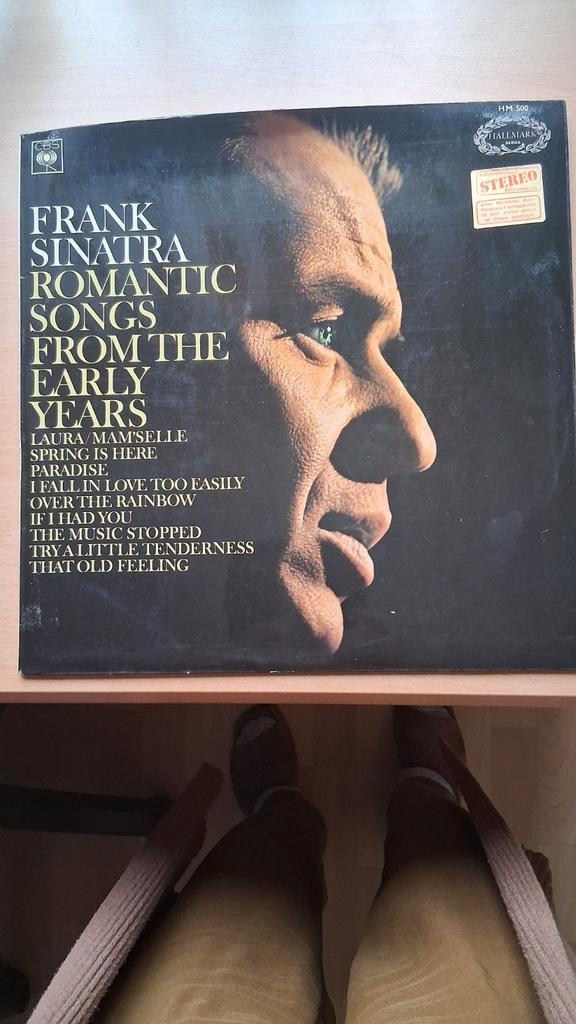 HM 500
CBS
HALLMARK
SERIES
STEREO
FRANK
SINATRA
ROMANTIC
SONGS
FROM THE
EARLY
YEARS
LAURA/MAM'SELLE
SPRING IS HERE
PARADISE
I FALL IN LOVE TOO EASILY
OVER THE RAINBOW
IF I HAD YOU
THE MUSIC STOPPED
TRY A LITTLE TENDERNESS
THAT OLD FEELING